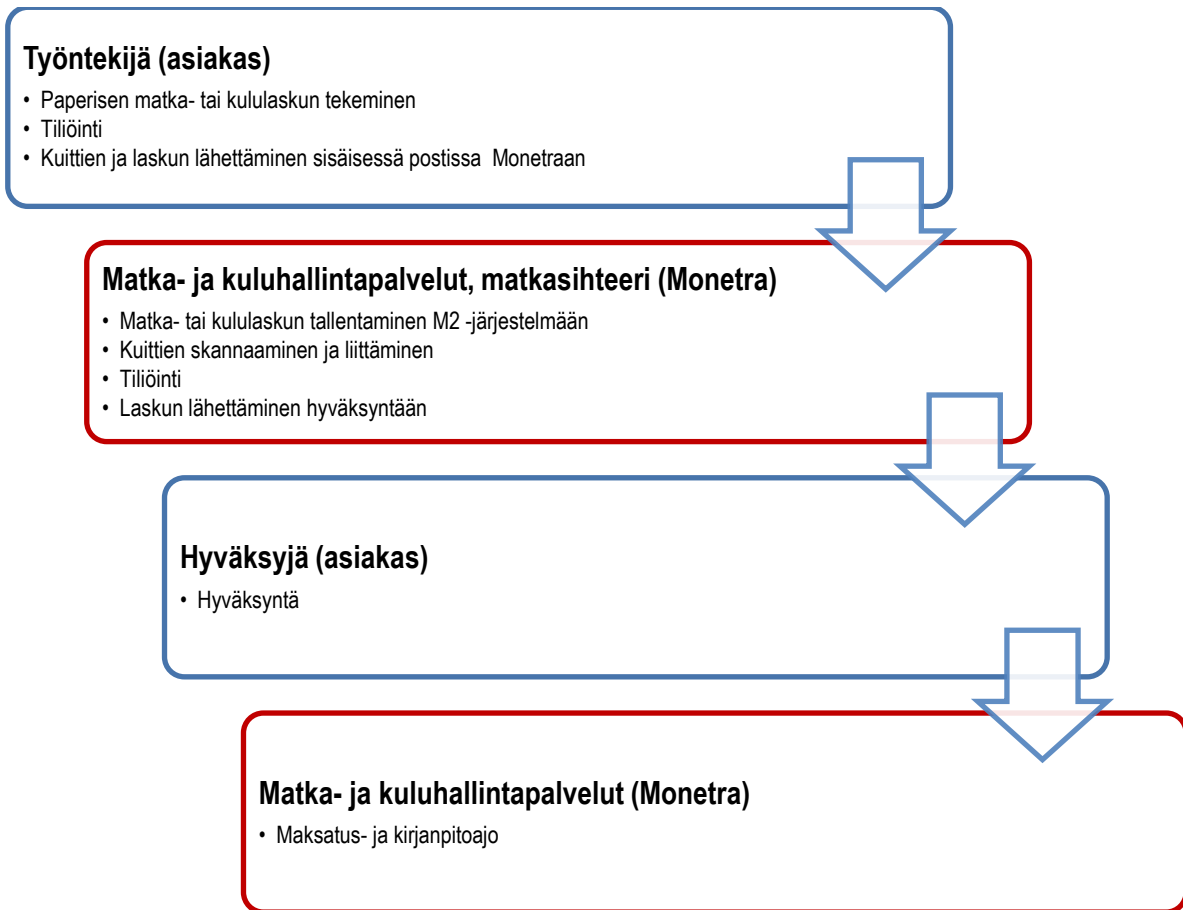 Työntekijä (asiakas)
• Paperisen matka- tai kululaskun tekeminen
• Tiliöinti
• Kuittien ja laskun lähettäminen sisäisessä postissa Monetraan
Matka- ja kuluhallintapalvelut, matkasihteeri (Monetra)
• Matka- tai kululaskun tallentaminen M2 -järjestelmään
• Kuittien skannaaminen ja liittäminen
• Tiliöinti
• Laskun lähettäminen hyväksyntään
Hyväksyjä (asiakas)
• Hyväksyntä
Matka- ja kuluhallintapalvelut (Monetra)
• Maksatus- ja kirjanpitoajo